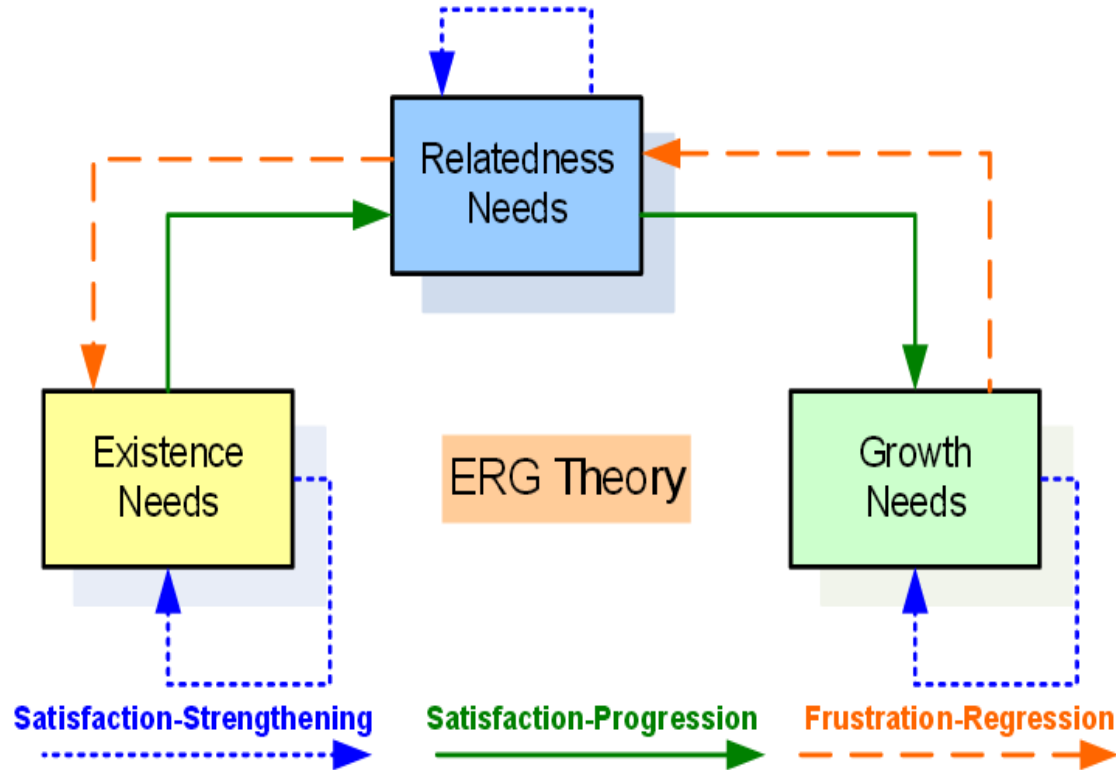 Relatedness
Needs
Existence
Needs
ERG Theory
Growth
Needs
Satisfaction-Strengthening
Satisfaction-Progression
Frustration-Regression